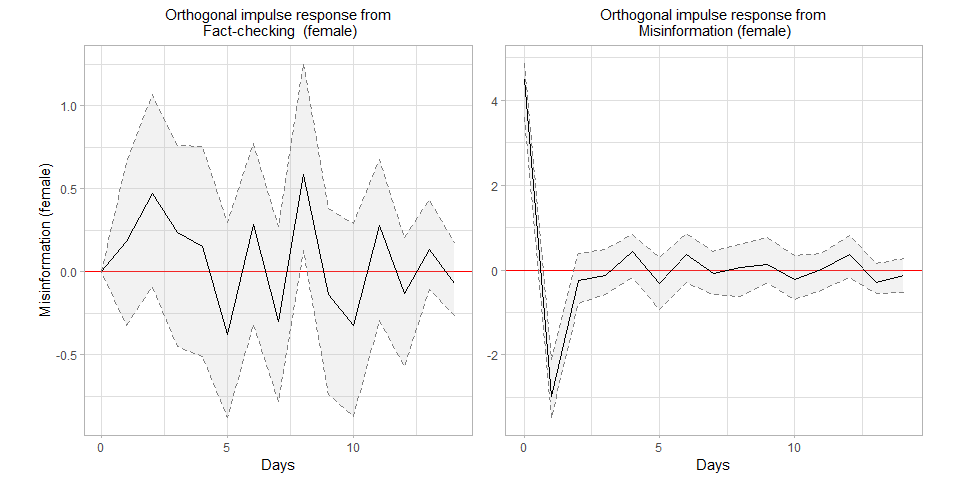 Orthogonal impulse response from
Fact-checking (female)
Misinformation (female)
1.0
0.5
0.0
-0.5
0
5
10
Days
Orthogonal impulse response from
Misinformation (female)
4
2
0
-2
0
5
10
Days